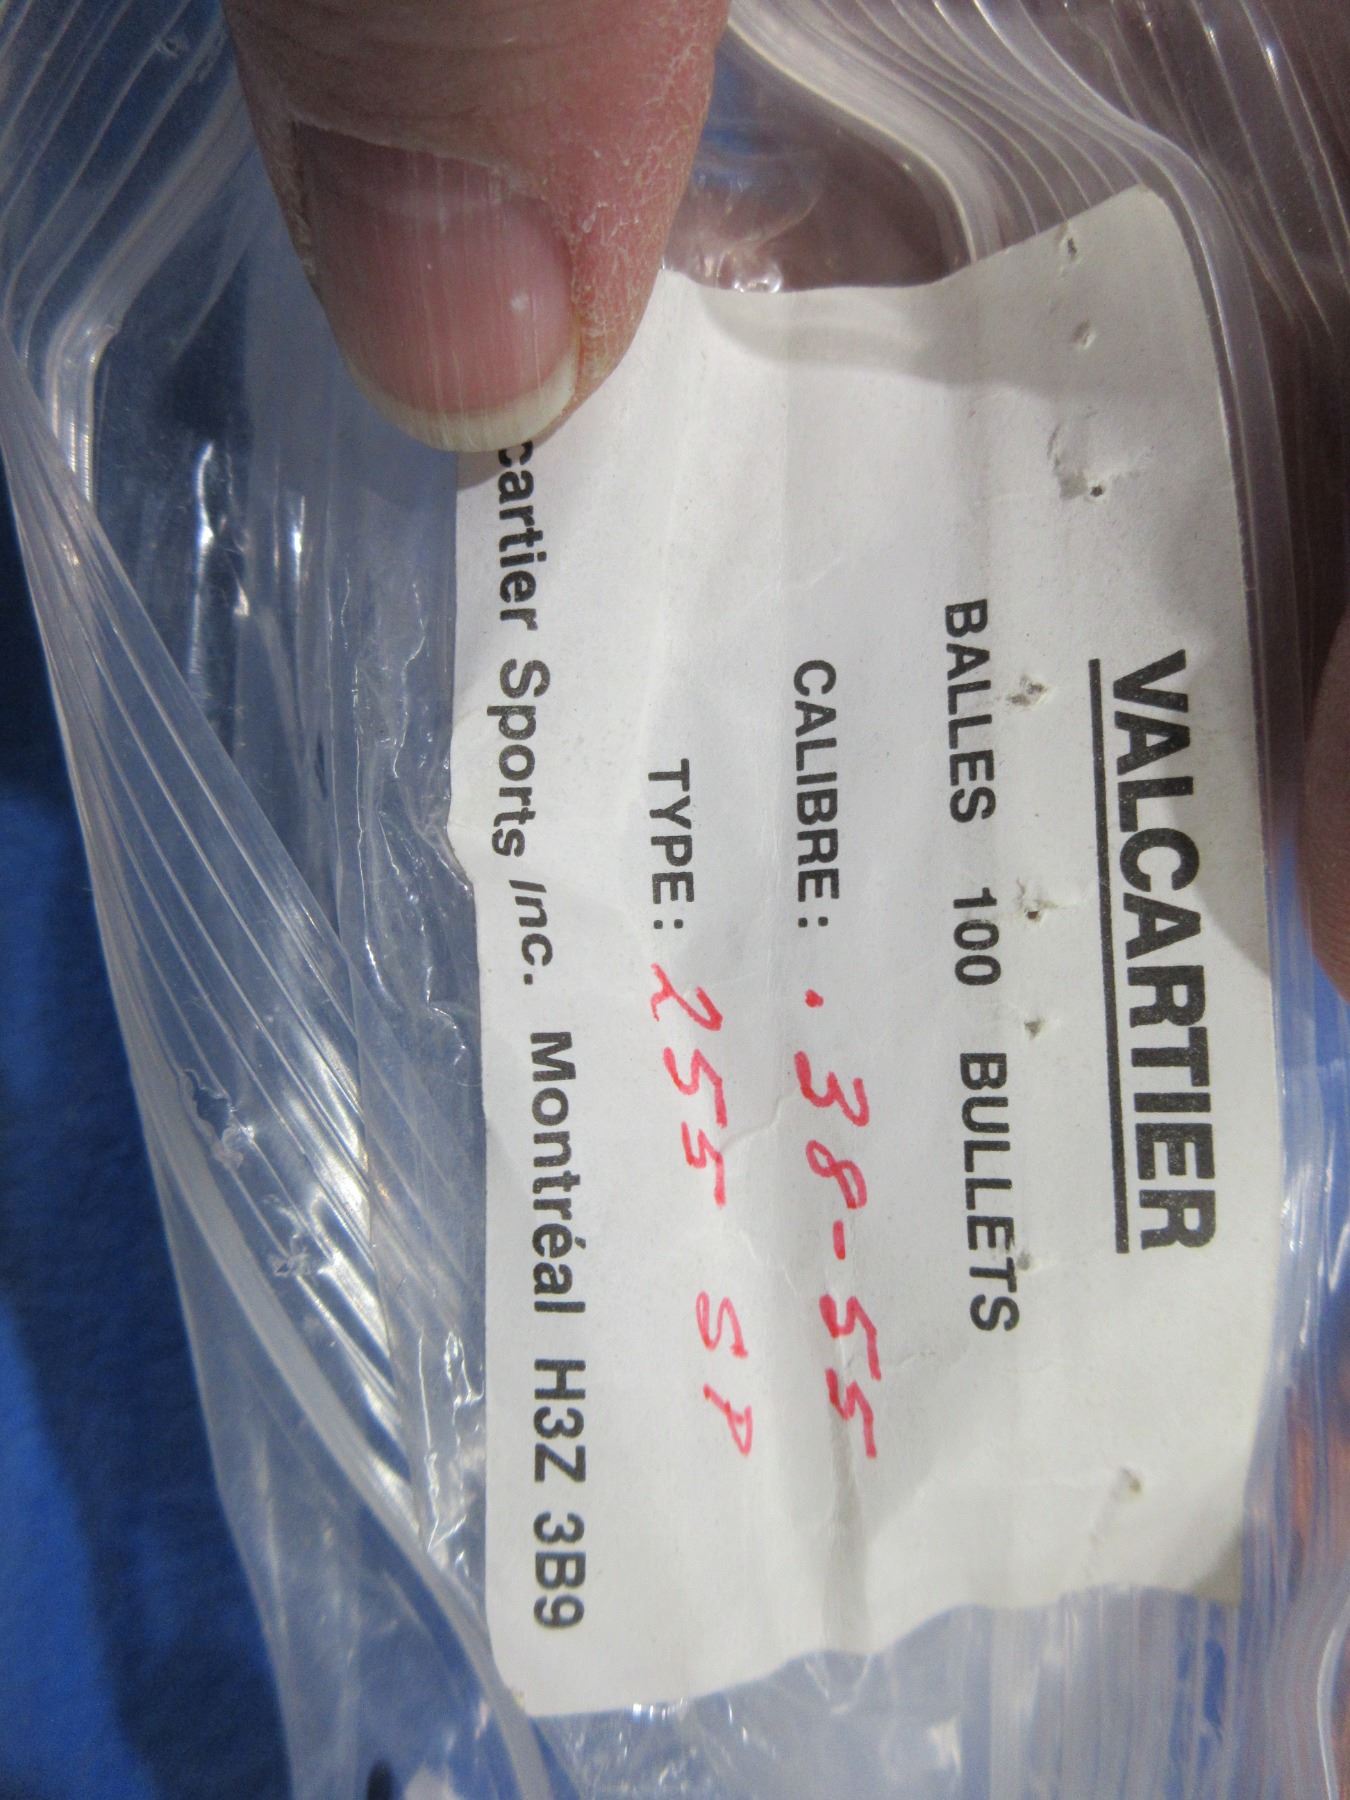 VALCARTIER
BALLES 100 BULLETS
CALIBRE: .38-55
TYPE: 255 SP
cartier Sports Inc. Montréal H3Z 3B9